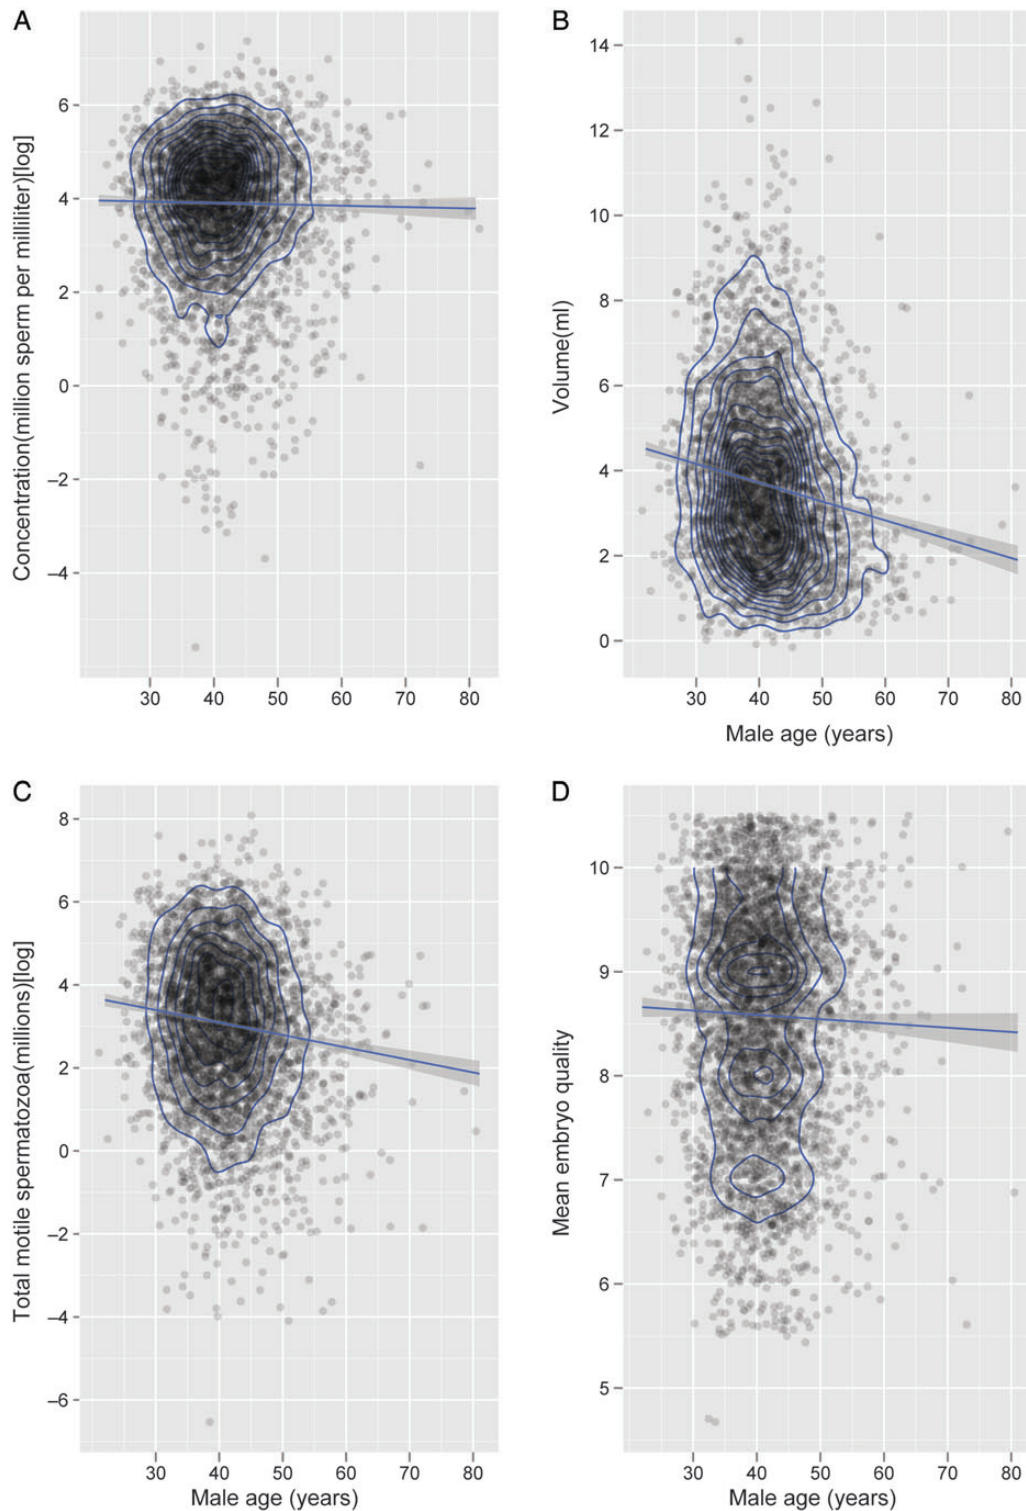 A
Concentration(million sperm per milliliter)[log]
6
4
2
0
–2
–4
30 40 50 60 70 80
B
Volume(ml)
14
12
10
8
6
4
2
0
30 40 50 60 70 80
Male age (years)
C
Total motile spermatozoa(millions)[log]
8
6
4
2
0
–2
–4
–6
30 40 50 60 70 80
Male age (years)
D
Mean embryo quality
10
9
8
7
6
5
30 40 50 60 70 80
Male age (years)